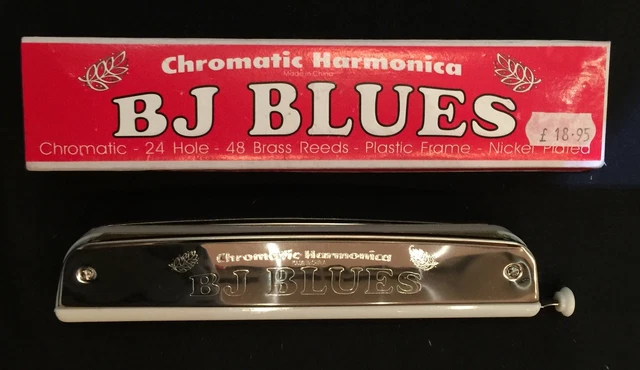 Chromatic Harmonica
Made in China
BJ BLUES
£ 18.95
Chromatic - 24 Hole - 48 Brass Reeds - Plastic Frame - Nickel Plated
Chromatic Harmonica
BJ BLUES